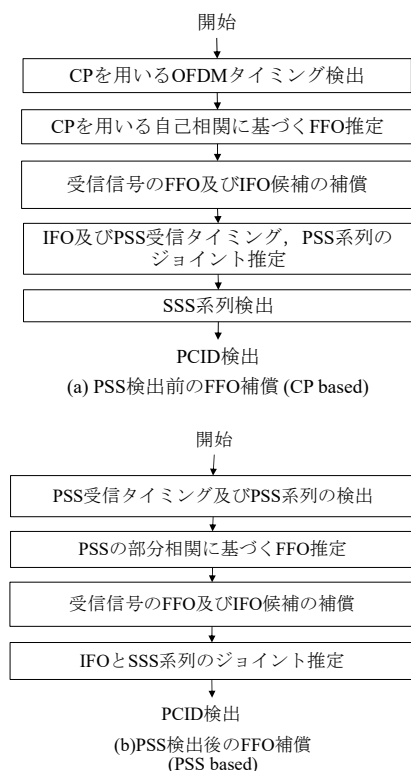 開始
CPを用いるOFDMタイミング検出
CPを用いる自己相関に基づくFFO推定
受信信号のFFO及びIFO候補の補償
IFO及びPSS受信タイミング，PSS系列の
ジョイント推定
SSS系列検出
PCID検出
(a) PSS検出前のFFO補償 (CP based)
開始
PSS受信タイミング及びPSS系列の検出
PSSの部分相関に基づくFFO推定
受信信号のFFO及びIFO候補の補償
IFOとSSS系列のジョイント推定
PCID検出
(b)PSS検出後のFFO補償
(PSS based)